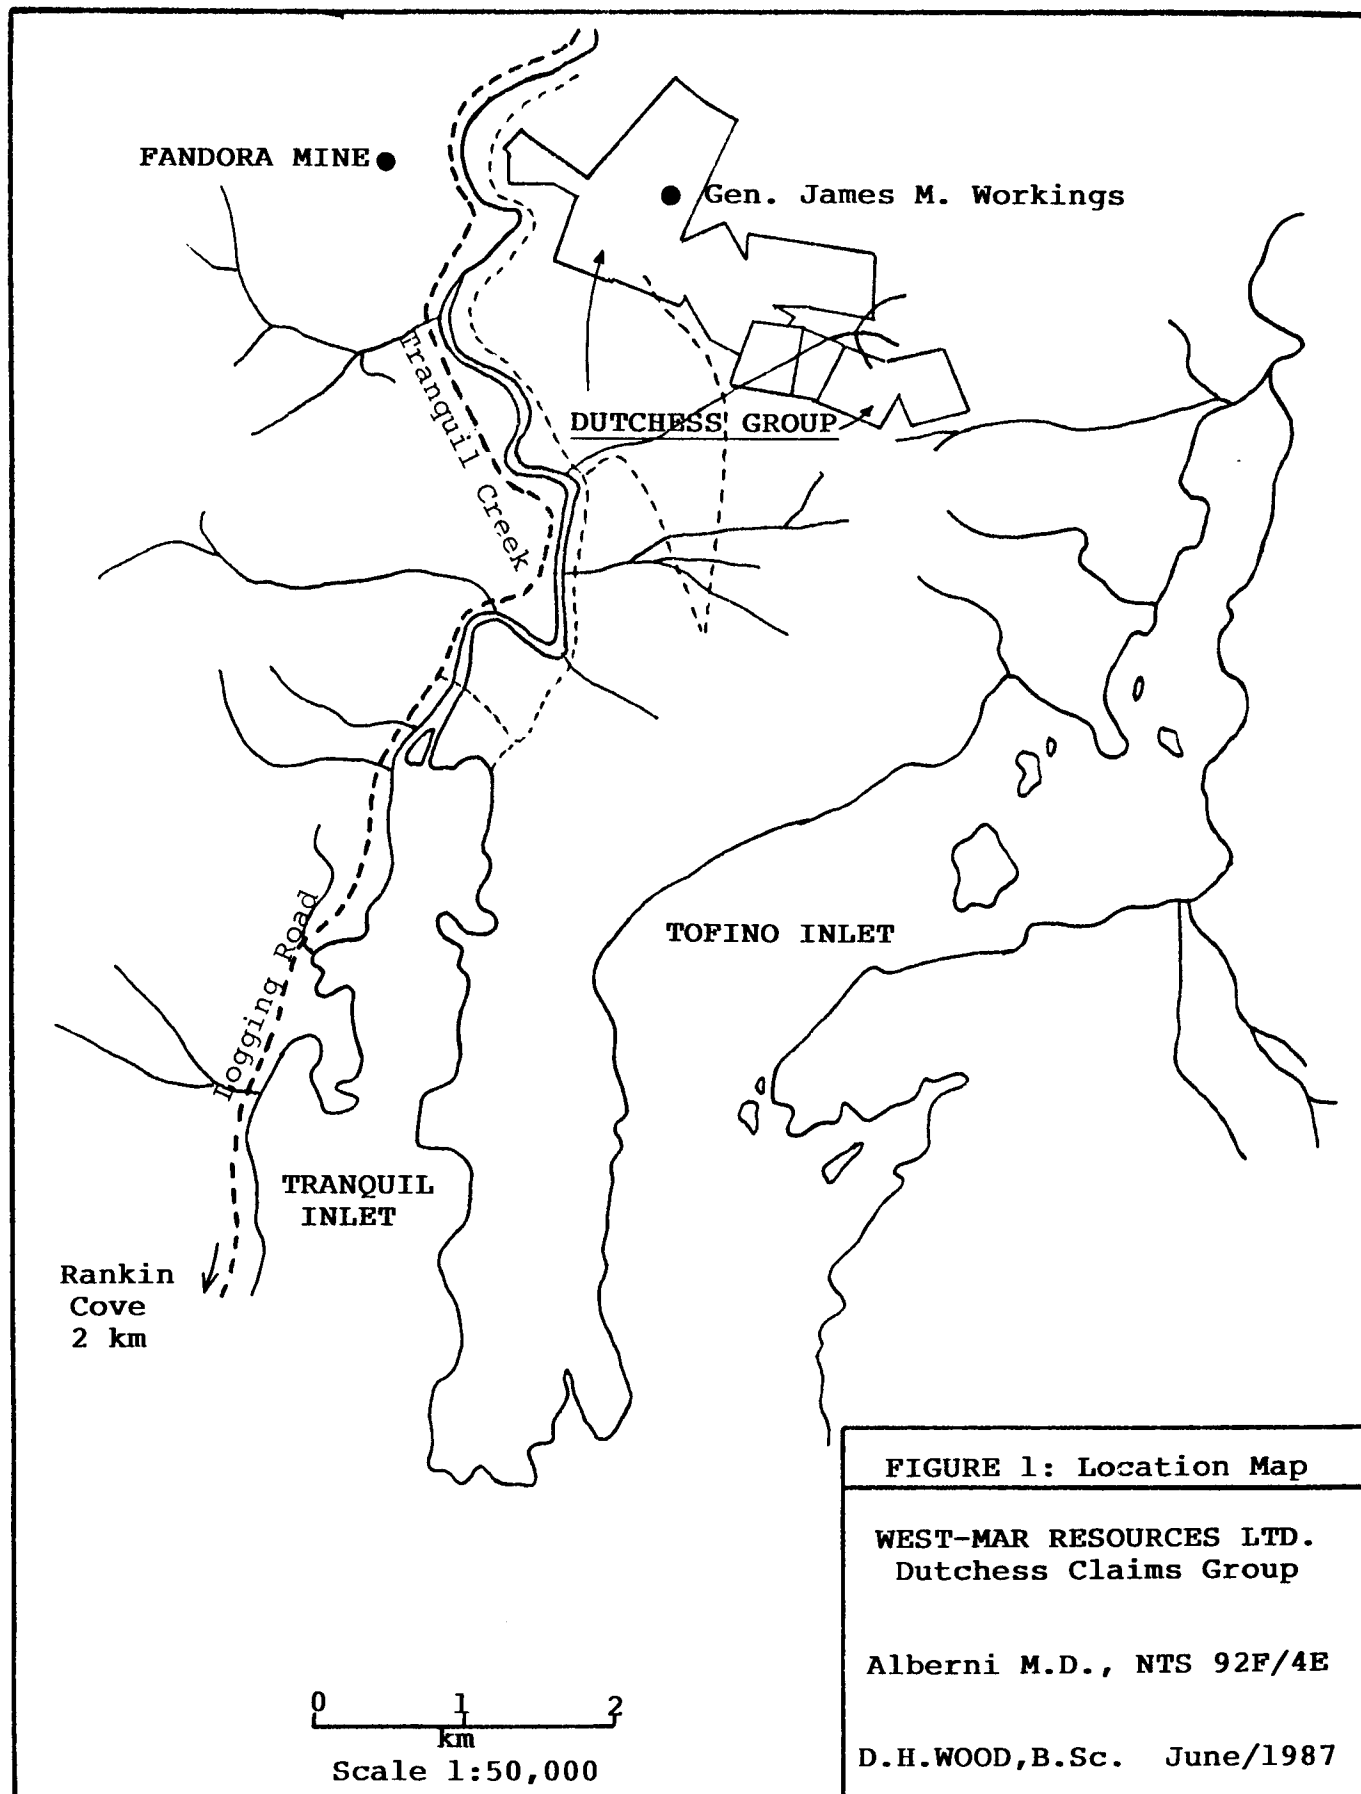 FANDORA MINE
Gen. James M. Workings
Tranquil Creek
DUTCHESS GROUP
TOFINO INLET
Logging Road
TRANQUIL
INLET
Rankin
Cove
2 km
FIGURE 1: Location Map
WEST-MAR RESOURCES LTD.
Dutchess Claims Group
Alberni M.D., NTS 92F/4E
D.H.WOOD,B.Sc. June/1987
0 1 2
km
Scale 1:50,000